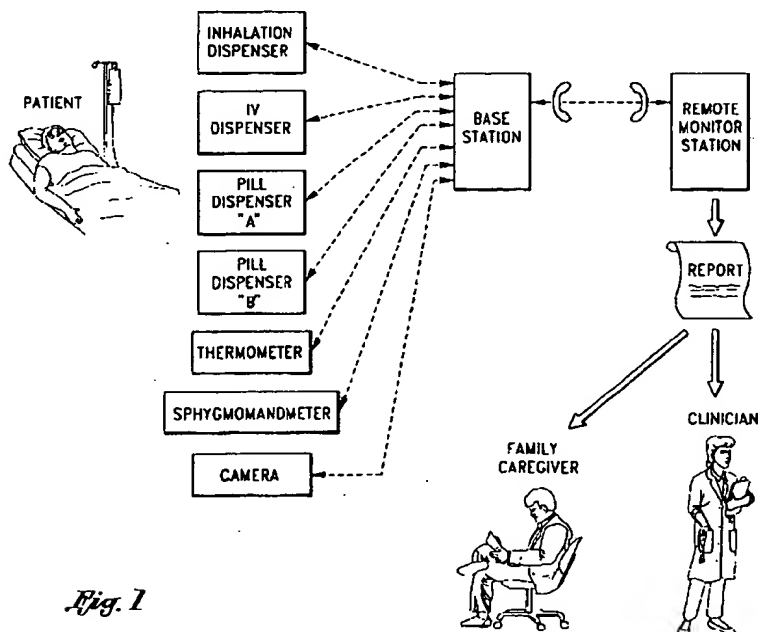 PATIENT
INHALATION
DISPENSER
IV
DISPENSER
PILL
DISPENSER
"A"
PILL
DISPENSER
"B"
THERMOMETER
SPHYGMOMANDMETER
CAMERA
BASE
STATION
REMOTE
MONITOR
STATION
REPORT
FAMILY
CAREGIVER
CLINICIAN
Fig. 1